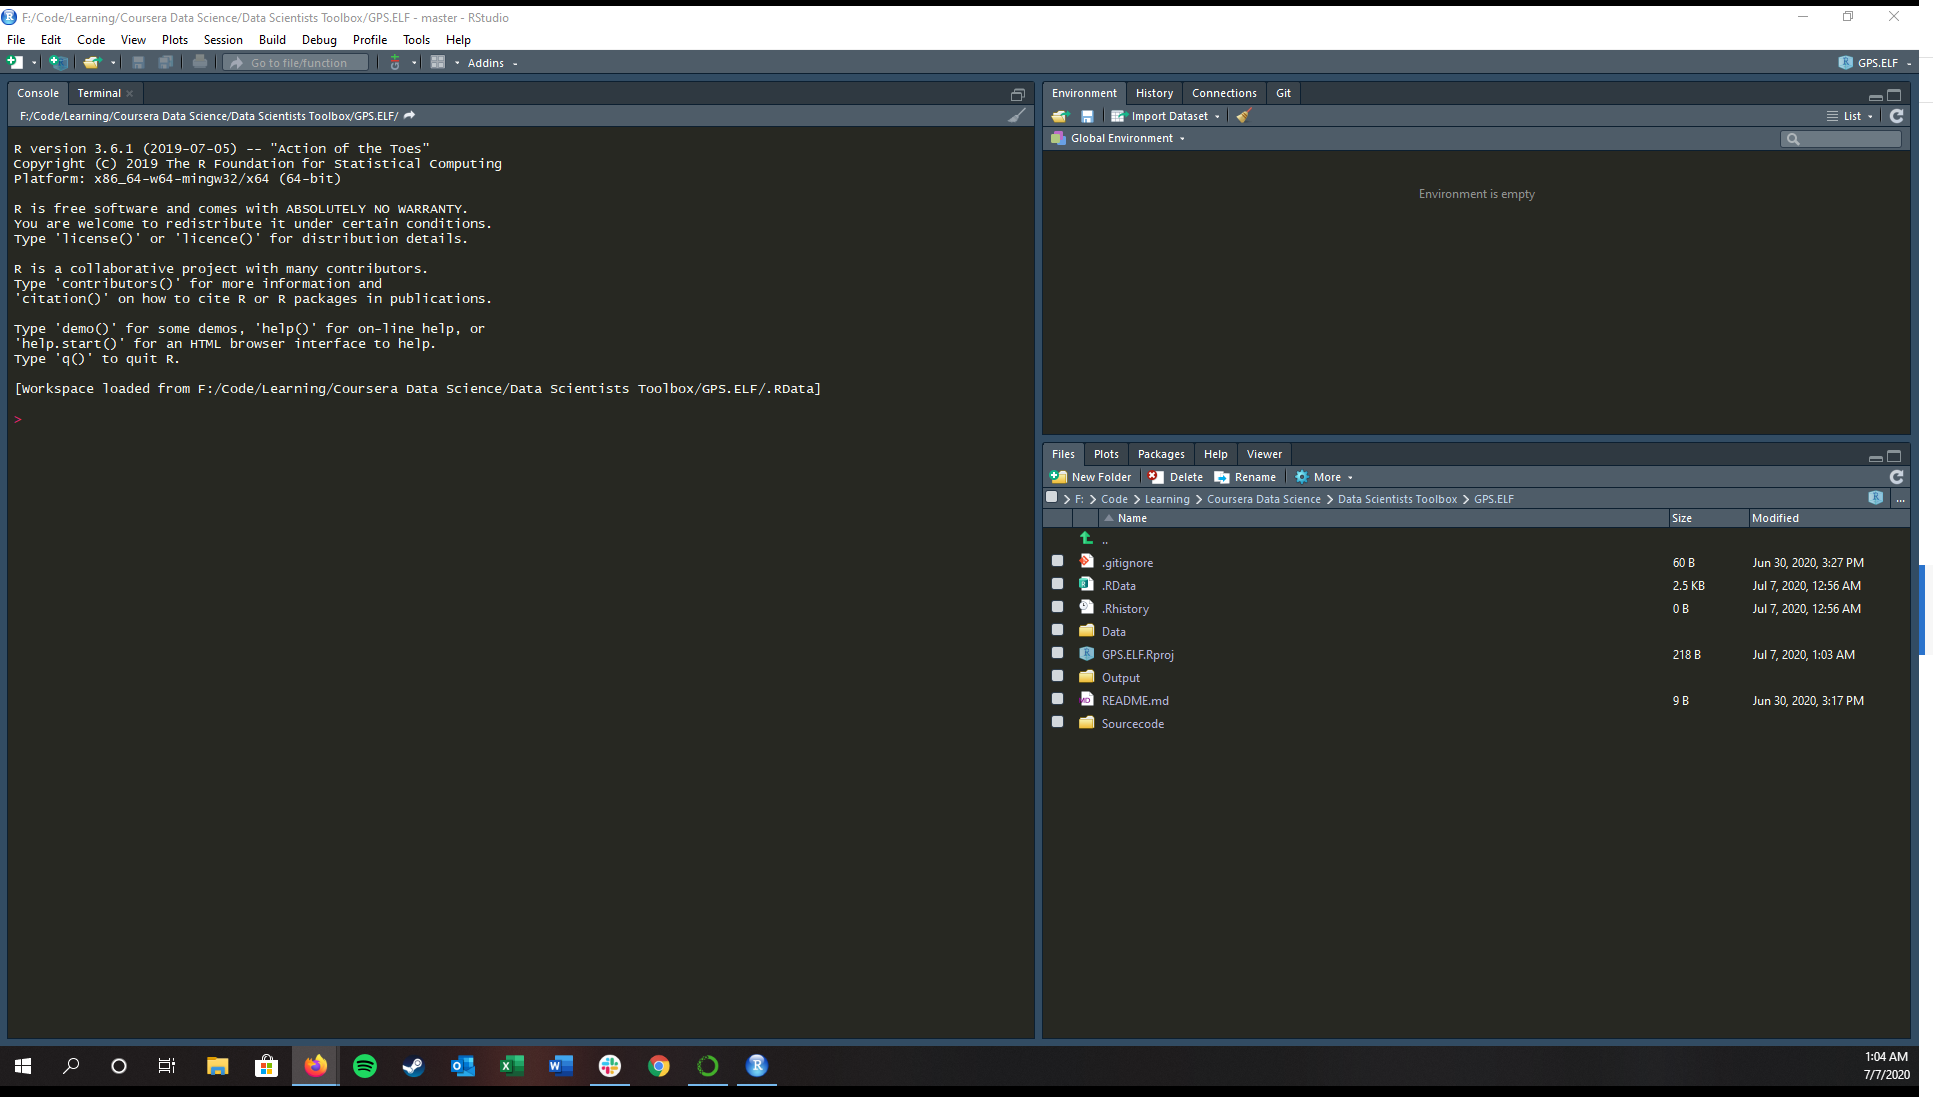 F:/Code/Learning/Coursera Data Science/Data Scientists Toolbox/GPS.ELF - master - RStudio
File Edit Code View Plots Session Build Debug Profile Tools Help
Go to file/function Addins GPS.ELF
Console Terminal
F:/Code/Learning/Coursera Data Science/Data Scientists Toolbox/GPS.ELF/
R version 3.6.1 (2019-07-05) -- "Action of the Toes"
Copyright (C) 2019 The R Foundation for Statistical Computing
Platform: x86_64-w64-mingw32/x64 (64-bit)
R is free software and comes with ABSOLUTELY NO WARRANTY.
You are welcome to redistribute it under certain conditions.
Type 'license()' or 'licence()' for distribution details.
R is a collaborative project with many contributors.
Type 'contributors()' for more information and
'citation()' on how to cite R or R packages in publications.
Type 'demo()' for some demos, 'help()' for on-line help, or
'help.start()' for an HTML browser interface to help.
Type 'q()' to quit R.
[Workspace loaded from F:/Code/Learning/Coursera Data Science/Data Scientists Toolbox/GPS.ELF/.RData]
>
Environment History Connections Git
Import Dataset List
Global Environment
Environment is empty
Files Plots Packages Help Viewer
New Folder Delete Rename More
F: > Code > Learning > Coursera Data Science > Data Scientists Toolbox > GPS.ELF ...
Name Size Modified
..
.gitignore 60 B Jun 30, 2020, 3:27 PM
.RData 2.5 KB Jul 7, 2020, 12:56 AM
.Rhistory 0 B Jul 7, 2020, 12:56 AM
Data
GPS.ELF.Rproj 218 B Jul 7, 2020, 1:03 AM
Output
README.md 9 B Jun 30, 2020, 3:17 PM
Sourcecode
1:04 AM
7/7/2020